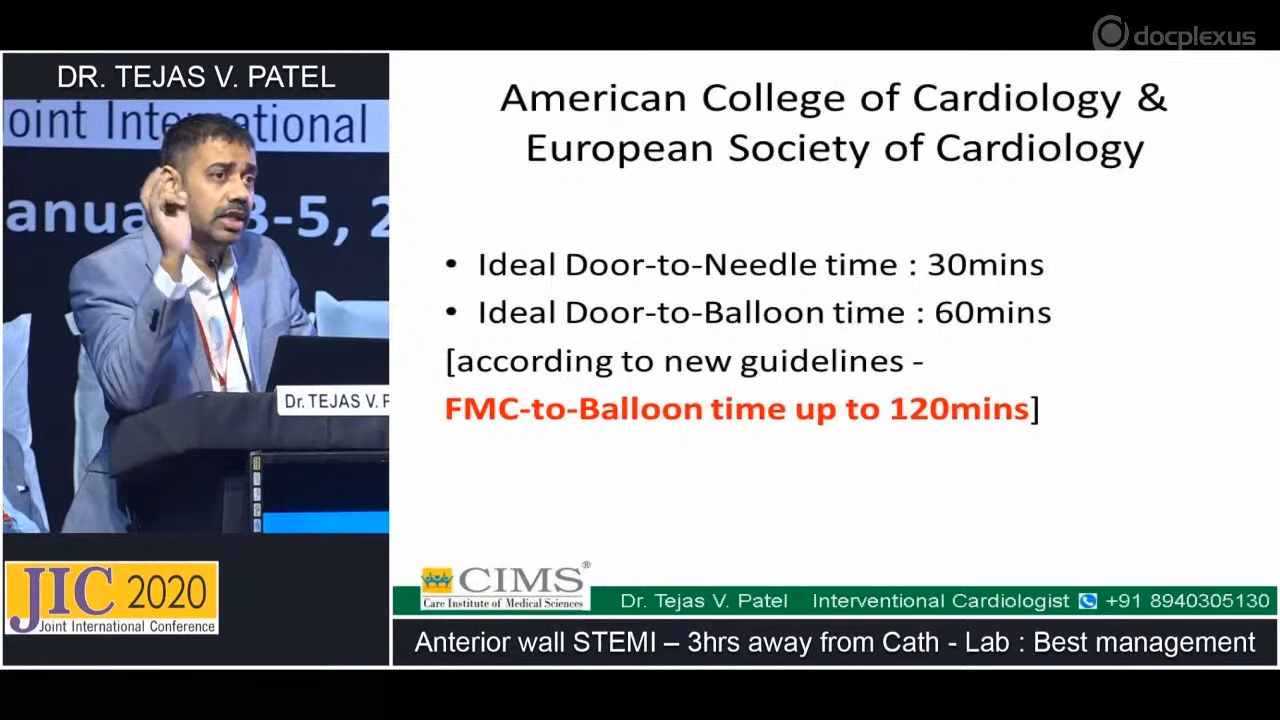 docplexus
DR. TEJAS V. PATEL
oint International
3-5, 2
Dr. TEJAS V. P
JIC 2020
Joint International Conference
American College of Cardiology &
European Society of Cardiology
• Ideal Door-to-Needle time : 30mins
• Ideal Door-to-Balloon time : 60mins
[according to new guidelines -
FMC-to-Balloon time up to 120mins]
CIMS®
Care Institute of Medical Sciences
Dr. Tejas V. Patel Interventional Cardiologist +91 8940305130
Anterior wall STEMI – 3hrs away from Cath - Lab : Best management